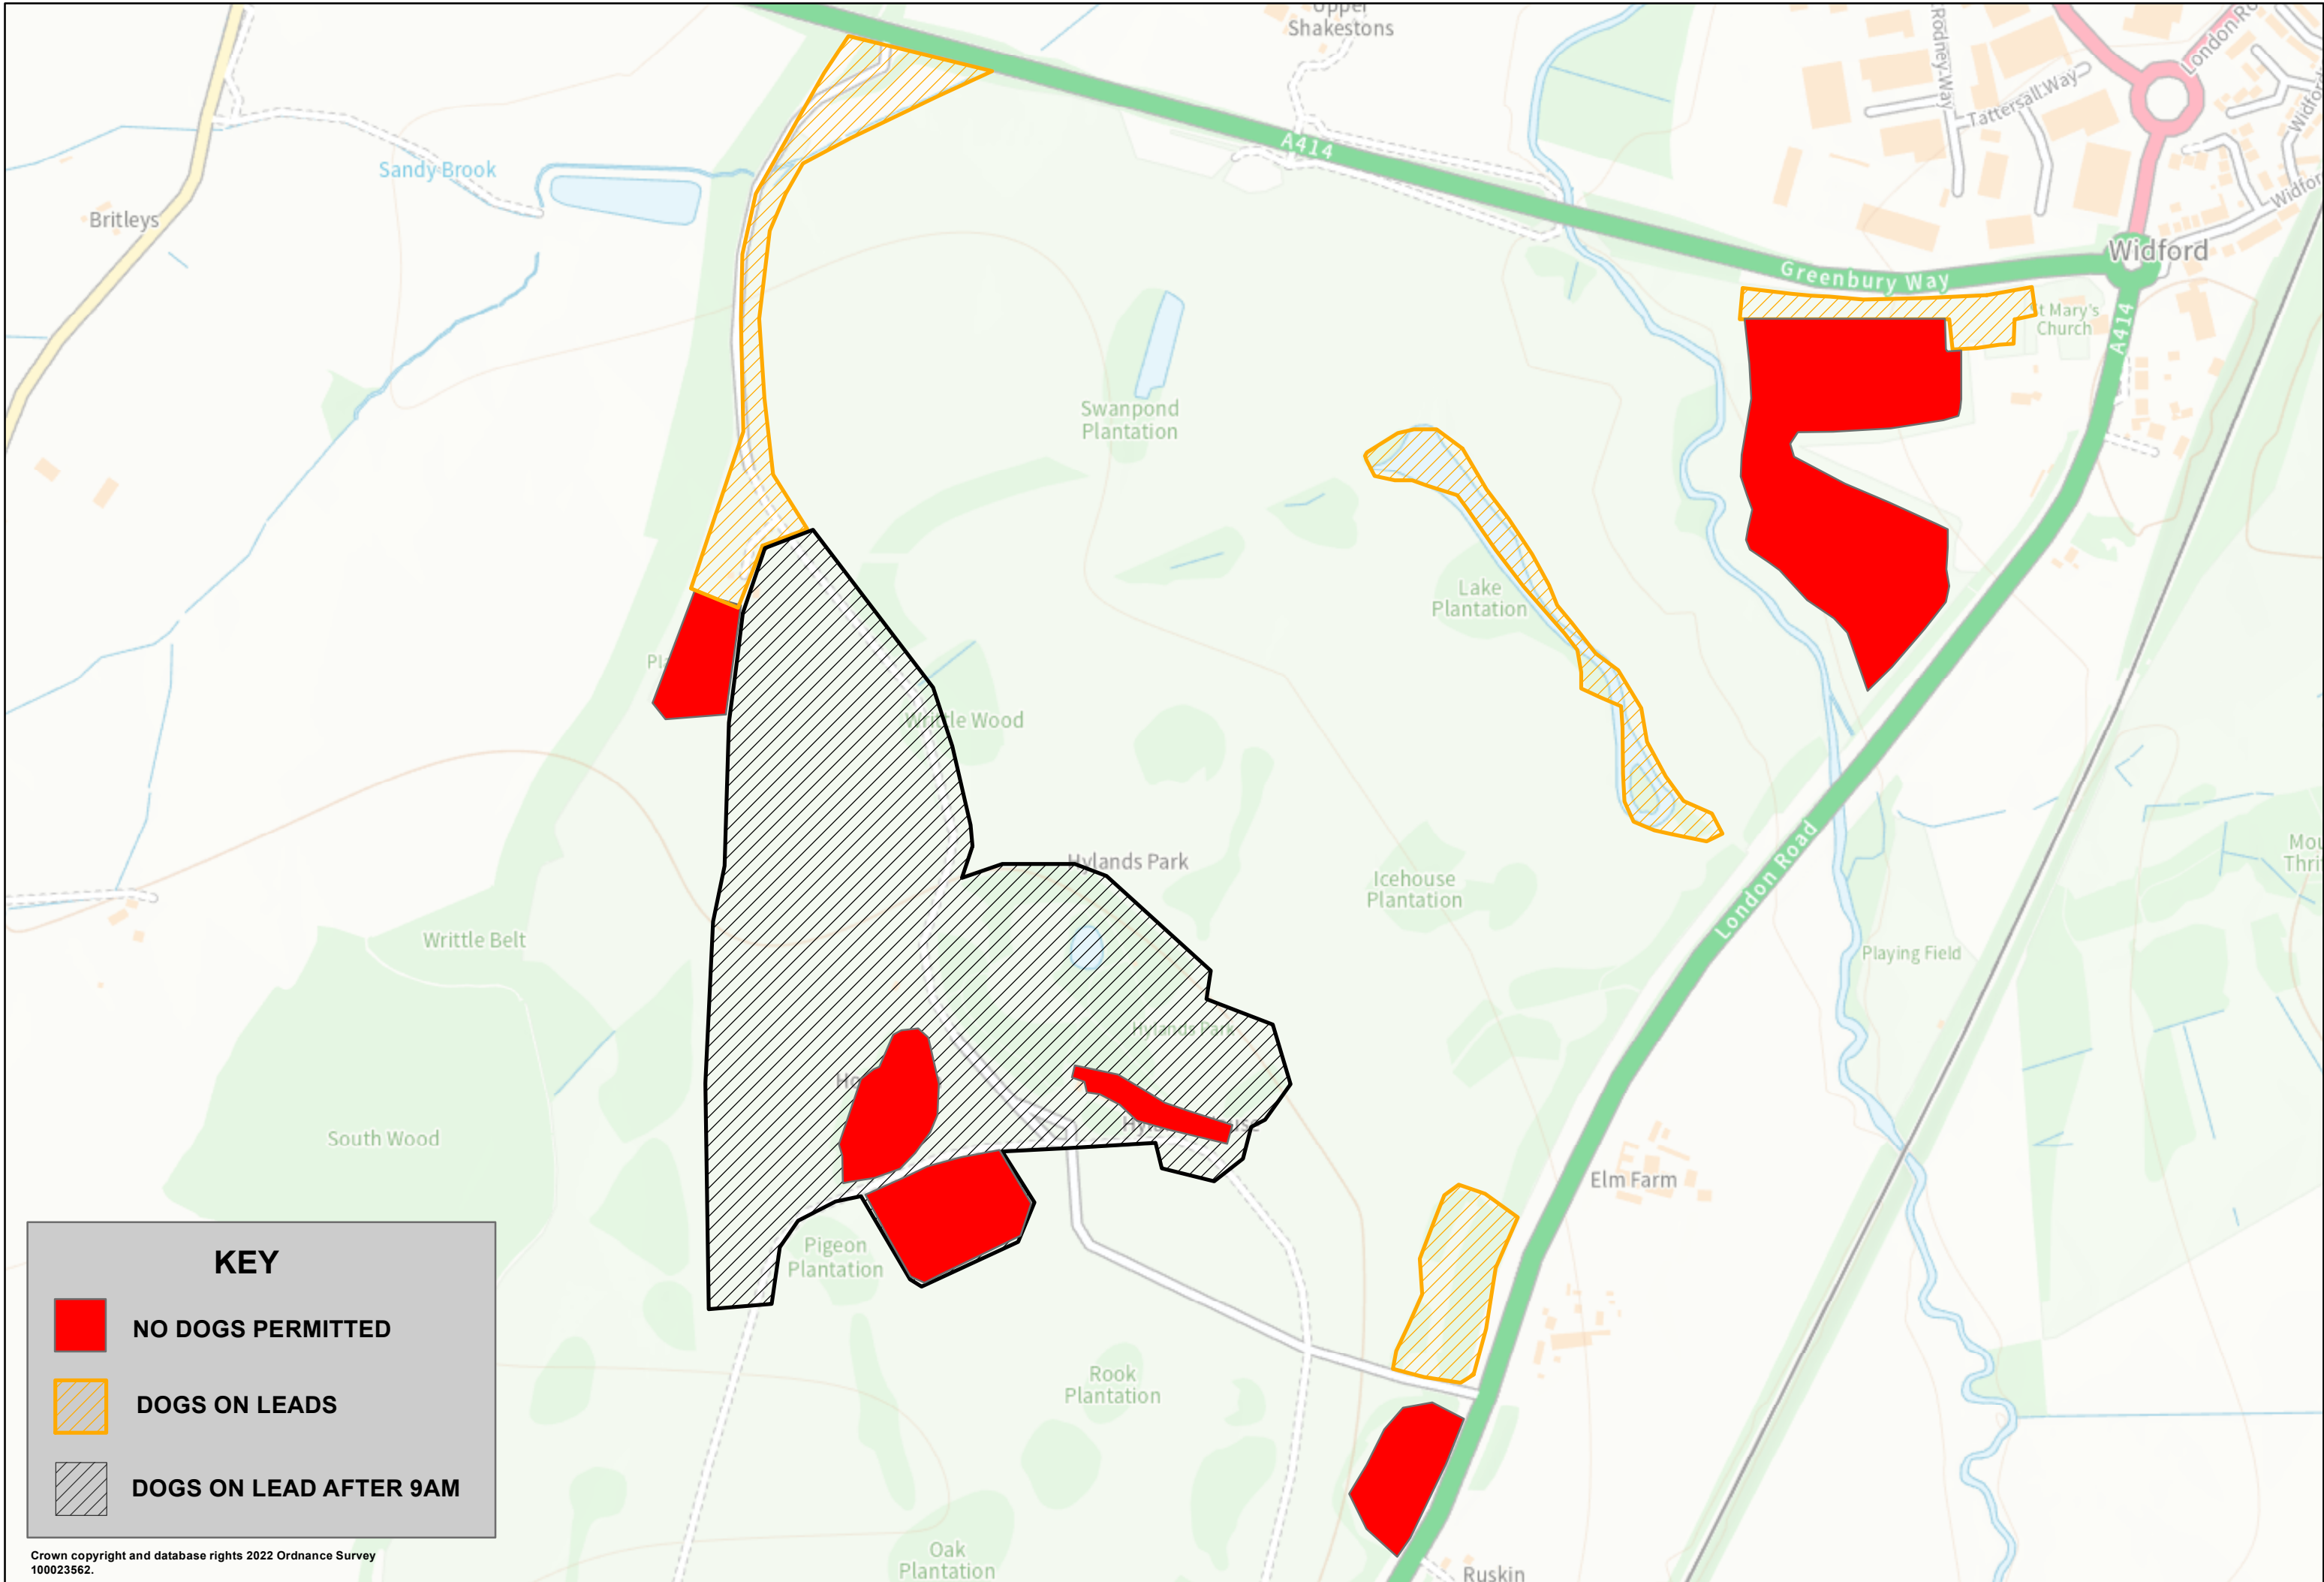 Upper
Shakestons
Rodney Way
Tattersall Way
London Ro
Widford
A414
Sandy Brook
Britleys
Widford
Greenbury Way
St Mary's
Church
A414
Swanpond
Plantation
Lake
Plantation
Writtle Wood
Hylands Park
Icehouse
Plantation
London Road
Writtle Belt
Playing Field
Hylands Park
South Wood
Elm Farm
Pigeon
Plantation
Rook
Plantation
Oak
Plantation
Ruskin
KEY
NO DOGS PERMITTED
DOGS ON LEADS
DOGS ON LEAD AFTER 9AM
Crown copyright and database rights 2022 Ordnance Survey
100023562.